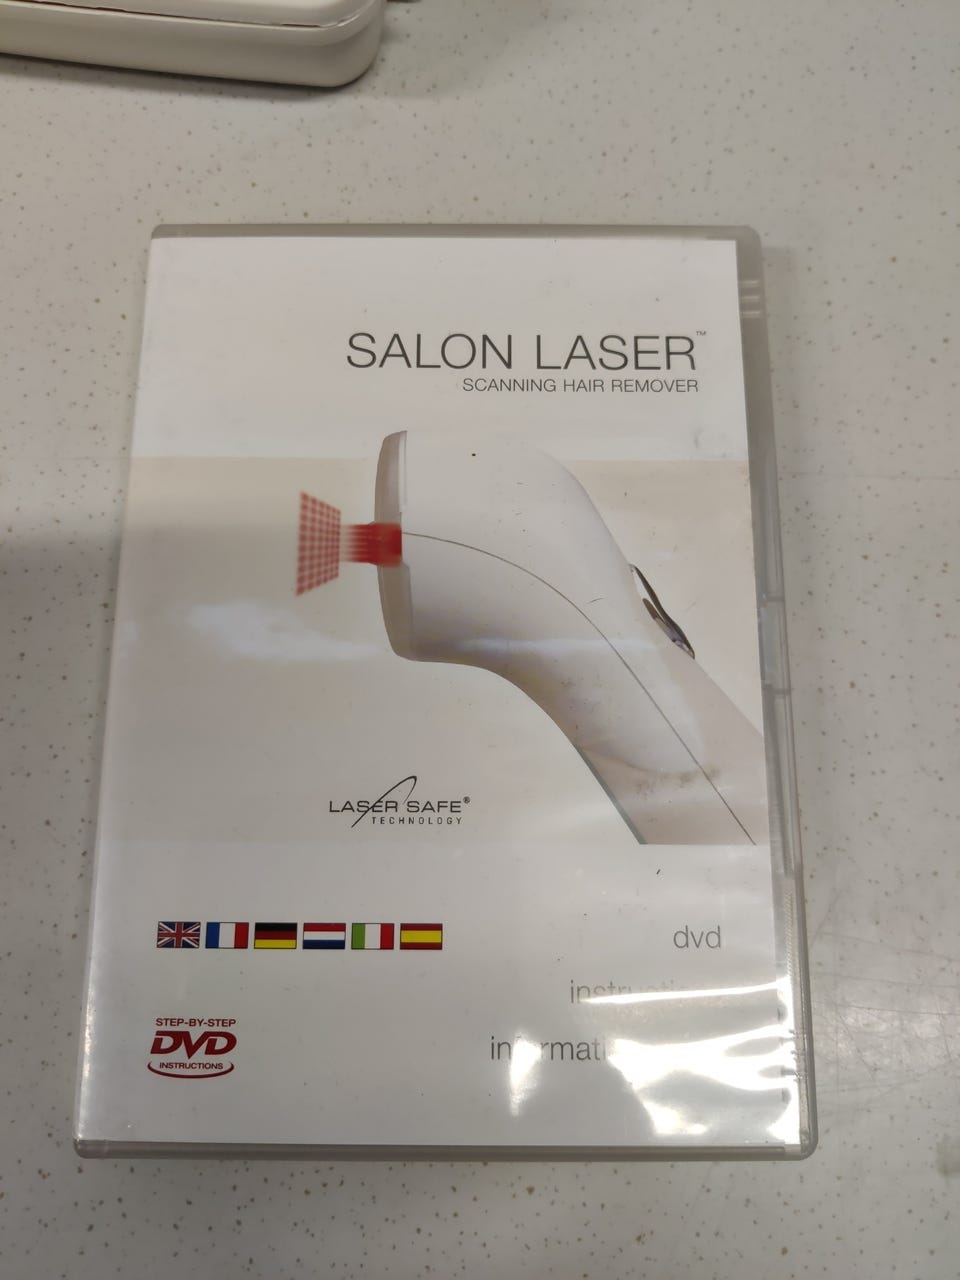 SALON LASER™
SCANNING HAIR REMOVER
LASER SAFE®
TECHNOLOGY
dvd
STEP-BY-STEP
DVD
INSTRUCTIONS